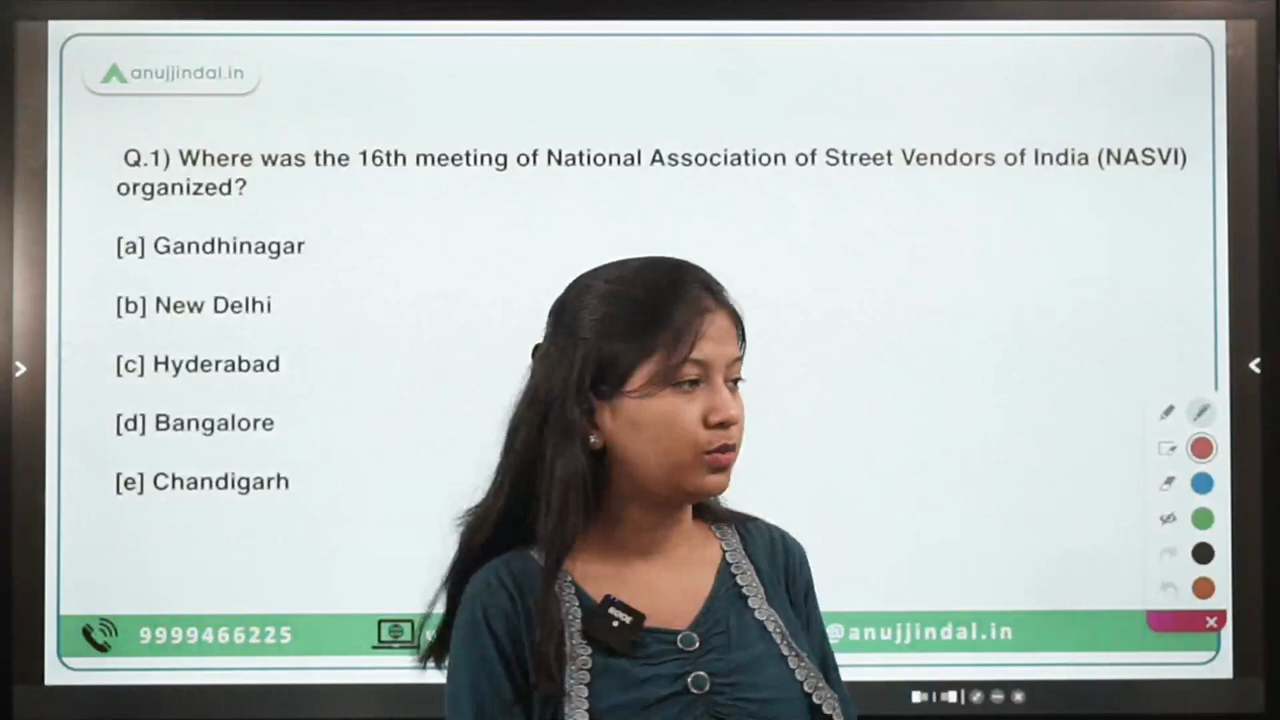 anujjindal.in
Q.1) Where was the 16th meeting of National Association of Street Vendors of India (NASVI)
organized?
[a] Gandhinagar
[b] New Delhi
[c] Hyderabad
[d] Bangalore
[e] Chandigarh
9999466225
@anujjindal.in